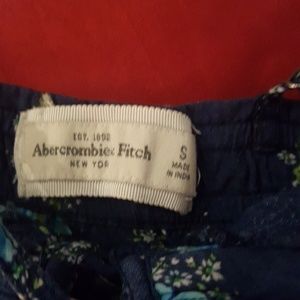 EST. 1892
Abercrombie & Fitch
NEW YORK
S
MADE
IN INDIA